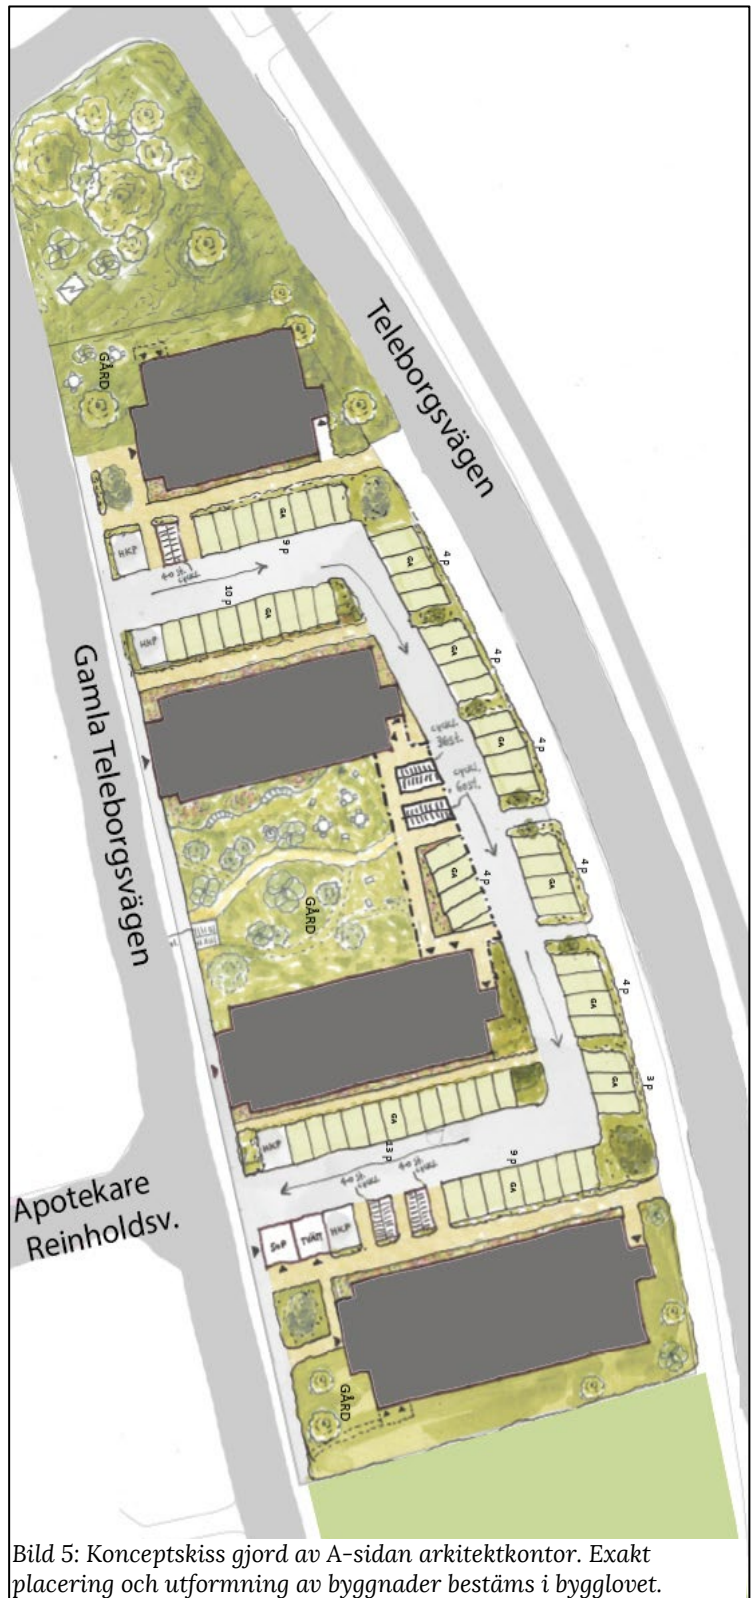 Teleborgsvägen
GÅRD
GA
9 p
HKP
40 st. cykl.
10 p
GA
HKP
GA
4 p
GA
4 p
GA
4 p
Gamla Teleborgsvägen
cykl.
36st.
cykl.
60st.
GA
4 p
GA
4 p
GÅRD
GA
4 p
GA
3 p
GA
HKP
13 p
9 p
GA
40 st. cykl.
40 st. cykl.
Apotekare
Reinholdsv.
SOP
TVÄTT
HKP
GÅRD
Bild 5: Konceptskiss gjord av A-sidan arkitektkontor. Exakt
placering och utformning av byggnader bestäms i bygglovet.